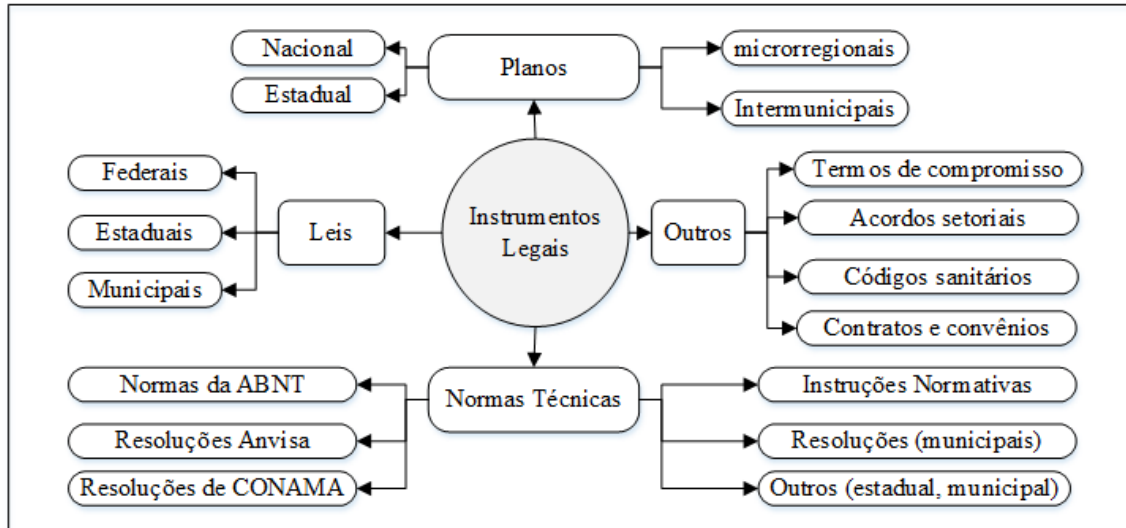 Nacional
Estadual
Planos
microrregionais
Intermunicipais
Federais
Estaduais
Municipais
Leis
Instrumentos
Legais
Outros
Termos de compromisso
Acordos setoriais
Códigos sanitários
Contratos e convênios
Normas da ABNT
Resoluções Anvisa
Resoluções de CONAMA
Normas Técnicas
Instruções Normativas
Resoluções (municipais)
Outros (estadual, municipal)